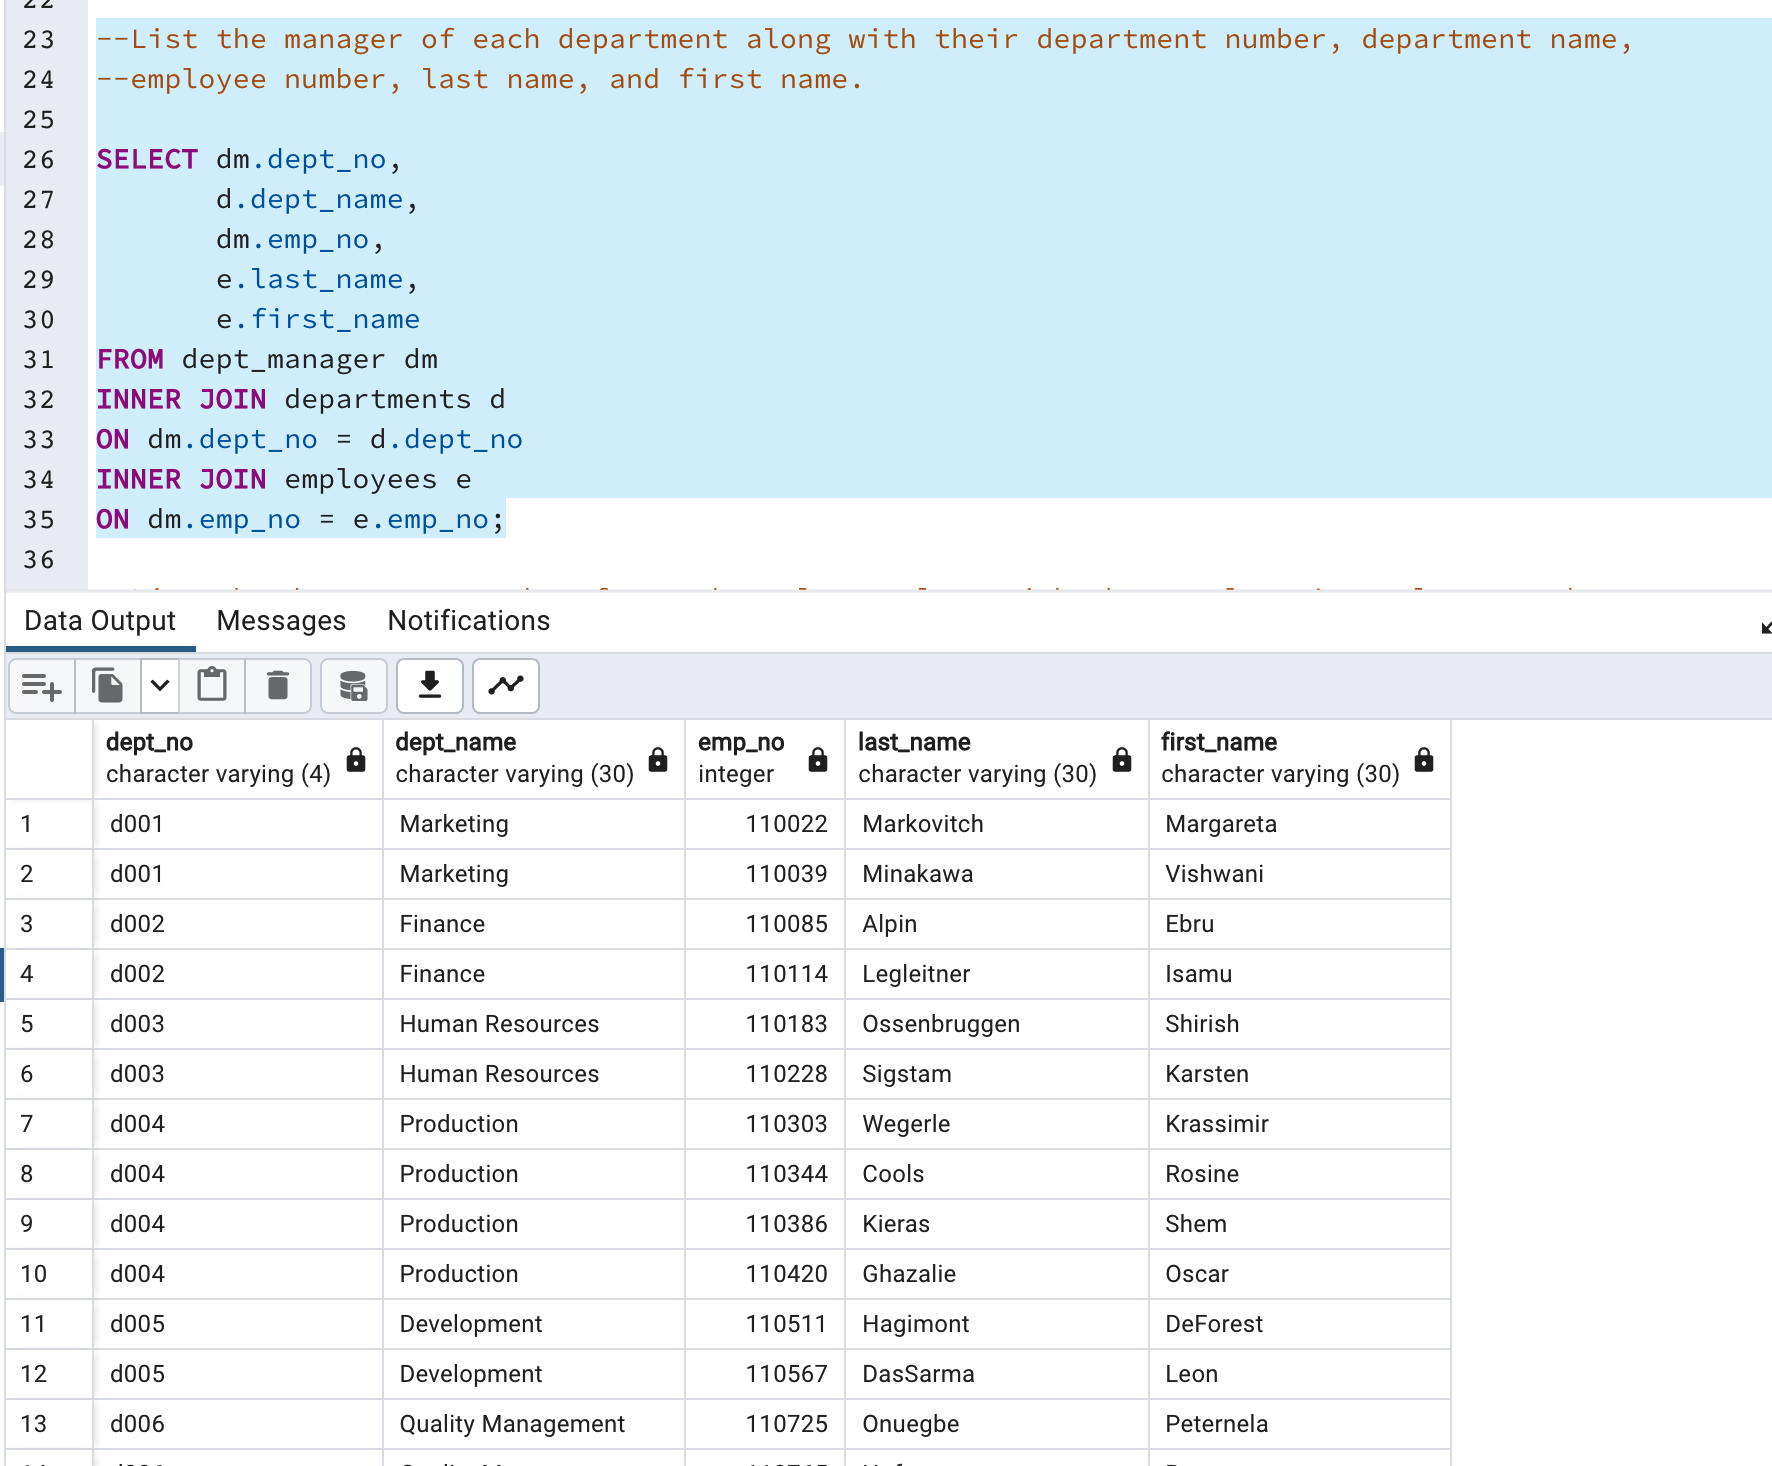 22
23 --List the manager of each department along with their department number, department name,
24 --employee number, last name, and first name.
25
26 SELECT dm.dept_no,
27 d.dept_name,
28 dm.emp_no,
29 e.last_name,
30 e.first_name
31 FROM dept_manager dm
32 INNER JOIN departments d
33 ON dm.dept_no = d.dept_no
34 INNER JOIN employees e
35 ON dm.emp_no = e.emp_no;
36
Data Output Messages Notifications
dept_no dept_name emp_no last_name first_name
character varying (4) character varying (30) integer character varying (30) character varying (30)
1 d001 Marketing 110022 Markovitch Margareta
2 d001 Marketing 110039 Minakawa Vishwani
3 d002 Finance 110085 Alpin Ebru
4 d002 Finance 110114 Legleitner Isamu
5 d003 Human Resources 110183 Ossenbruggen Shirish
6 d003 Human Resources 110228 Sigstam Karsten
7 d004 Production 110303 Wegerle Krassimir
8 d004 Production 110344 Cools Rosine
9 d004 Production 110386 Kieras Shem
10 d004 Production 110420 Ghazalie Oscar
11 d005 Development 110511 Hagimont DeForest
12 d005 Development 110567 DasSarma Leon
13 d006 Quality Management 110725 Onuegbe Peternela